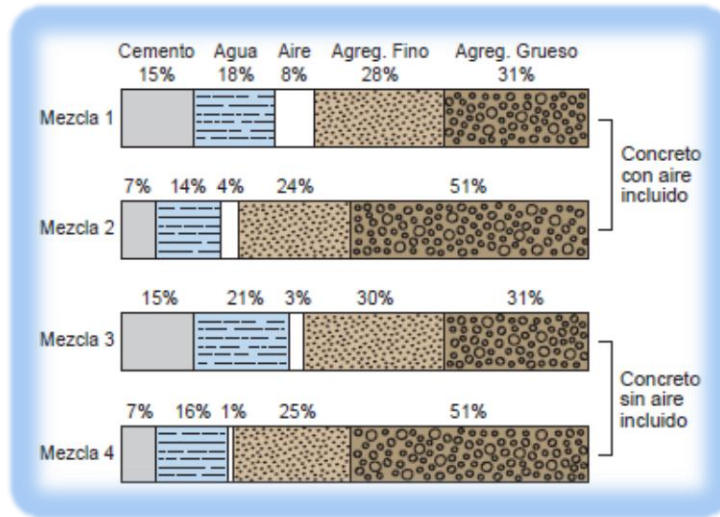 Cemento Agua Aire Agreg. Fino Agreg. Grueso
15% 18% 8% 28% 31%
Mezcla 1
7% 14% 4% 24% 51%
Mezcla 2
Concreto
con aire
incluido
15% 21% 3% 30% 31%
Mezcla 3
7% 16% 1% 25% 51%
Mezcla 4
Concreto
sin aire
incluido